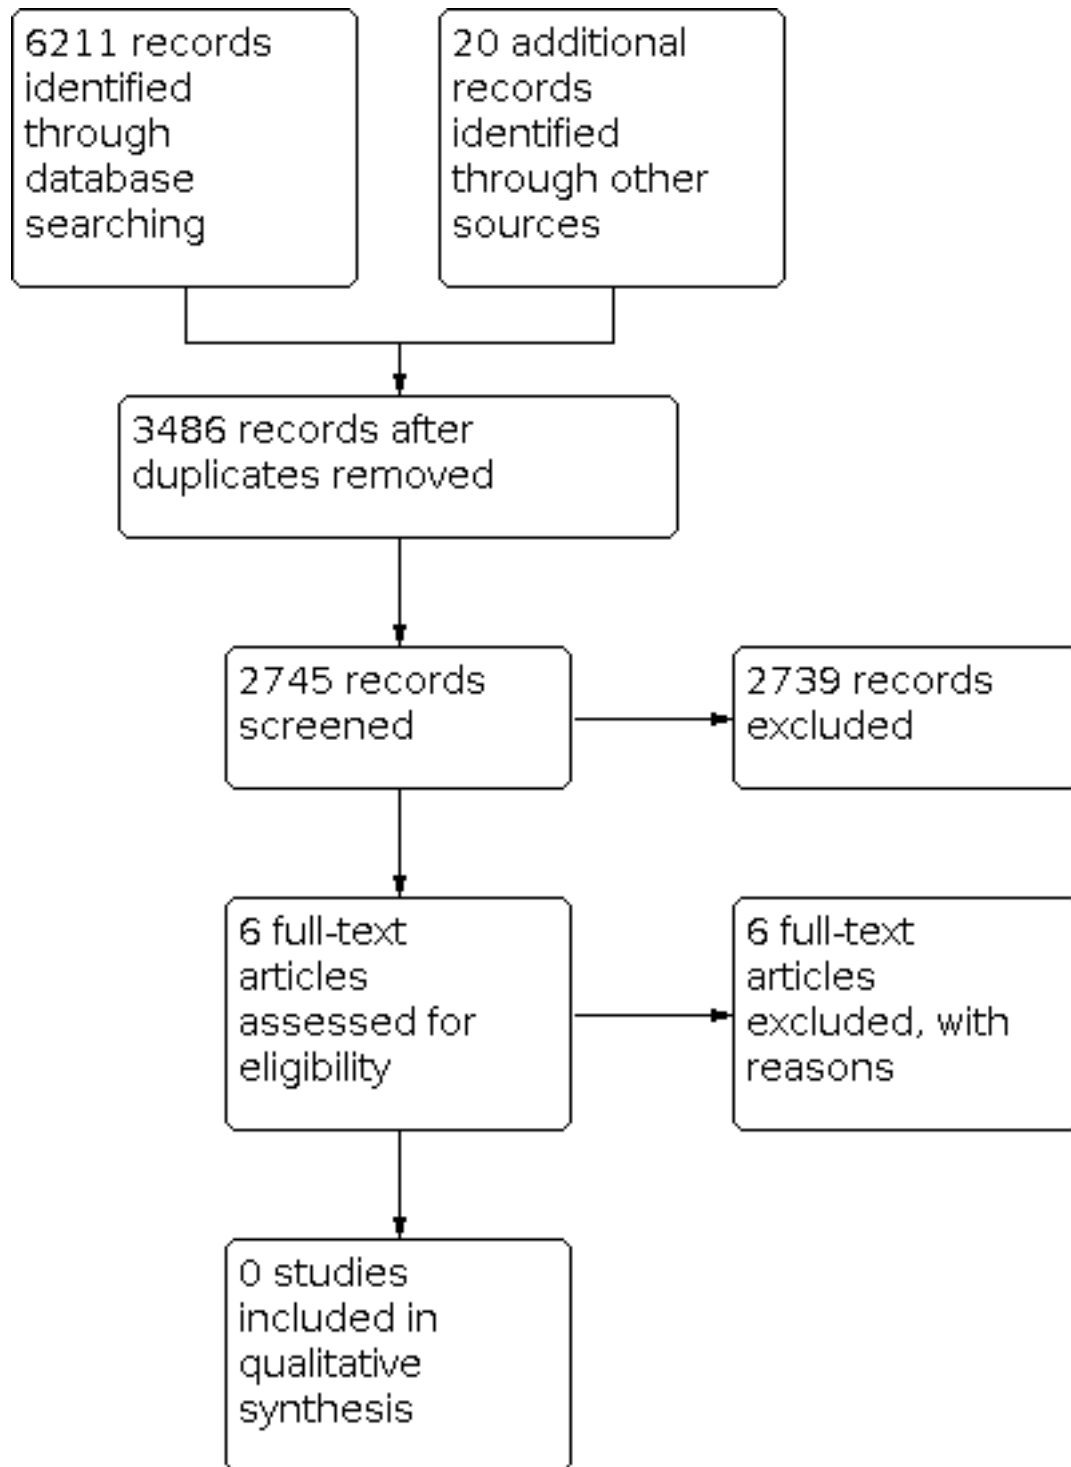 6211 records
identified
through
database
searching
20 additional
records
identified
through other
sources
3486 records after
duplicates removed
2745 records
screened
2739 records
excluded
6 full-text
articles
assessed for
eligibility
6 full-text
articles
excluded, with
reasons
0 studies
included in
qualitative
synthesis